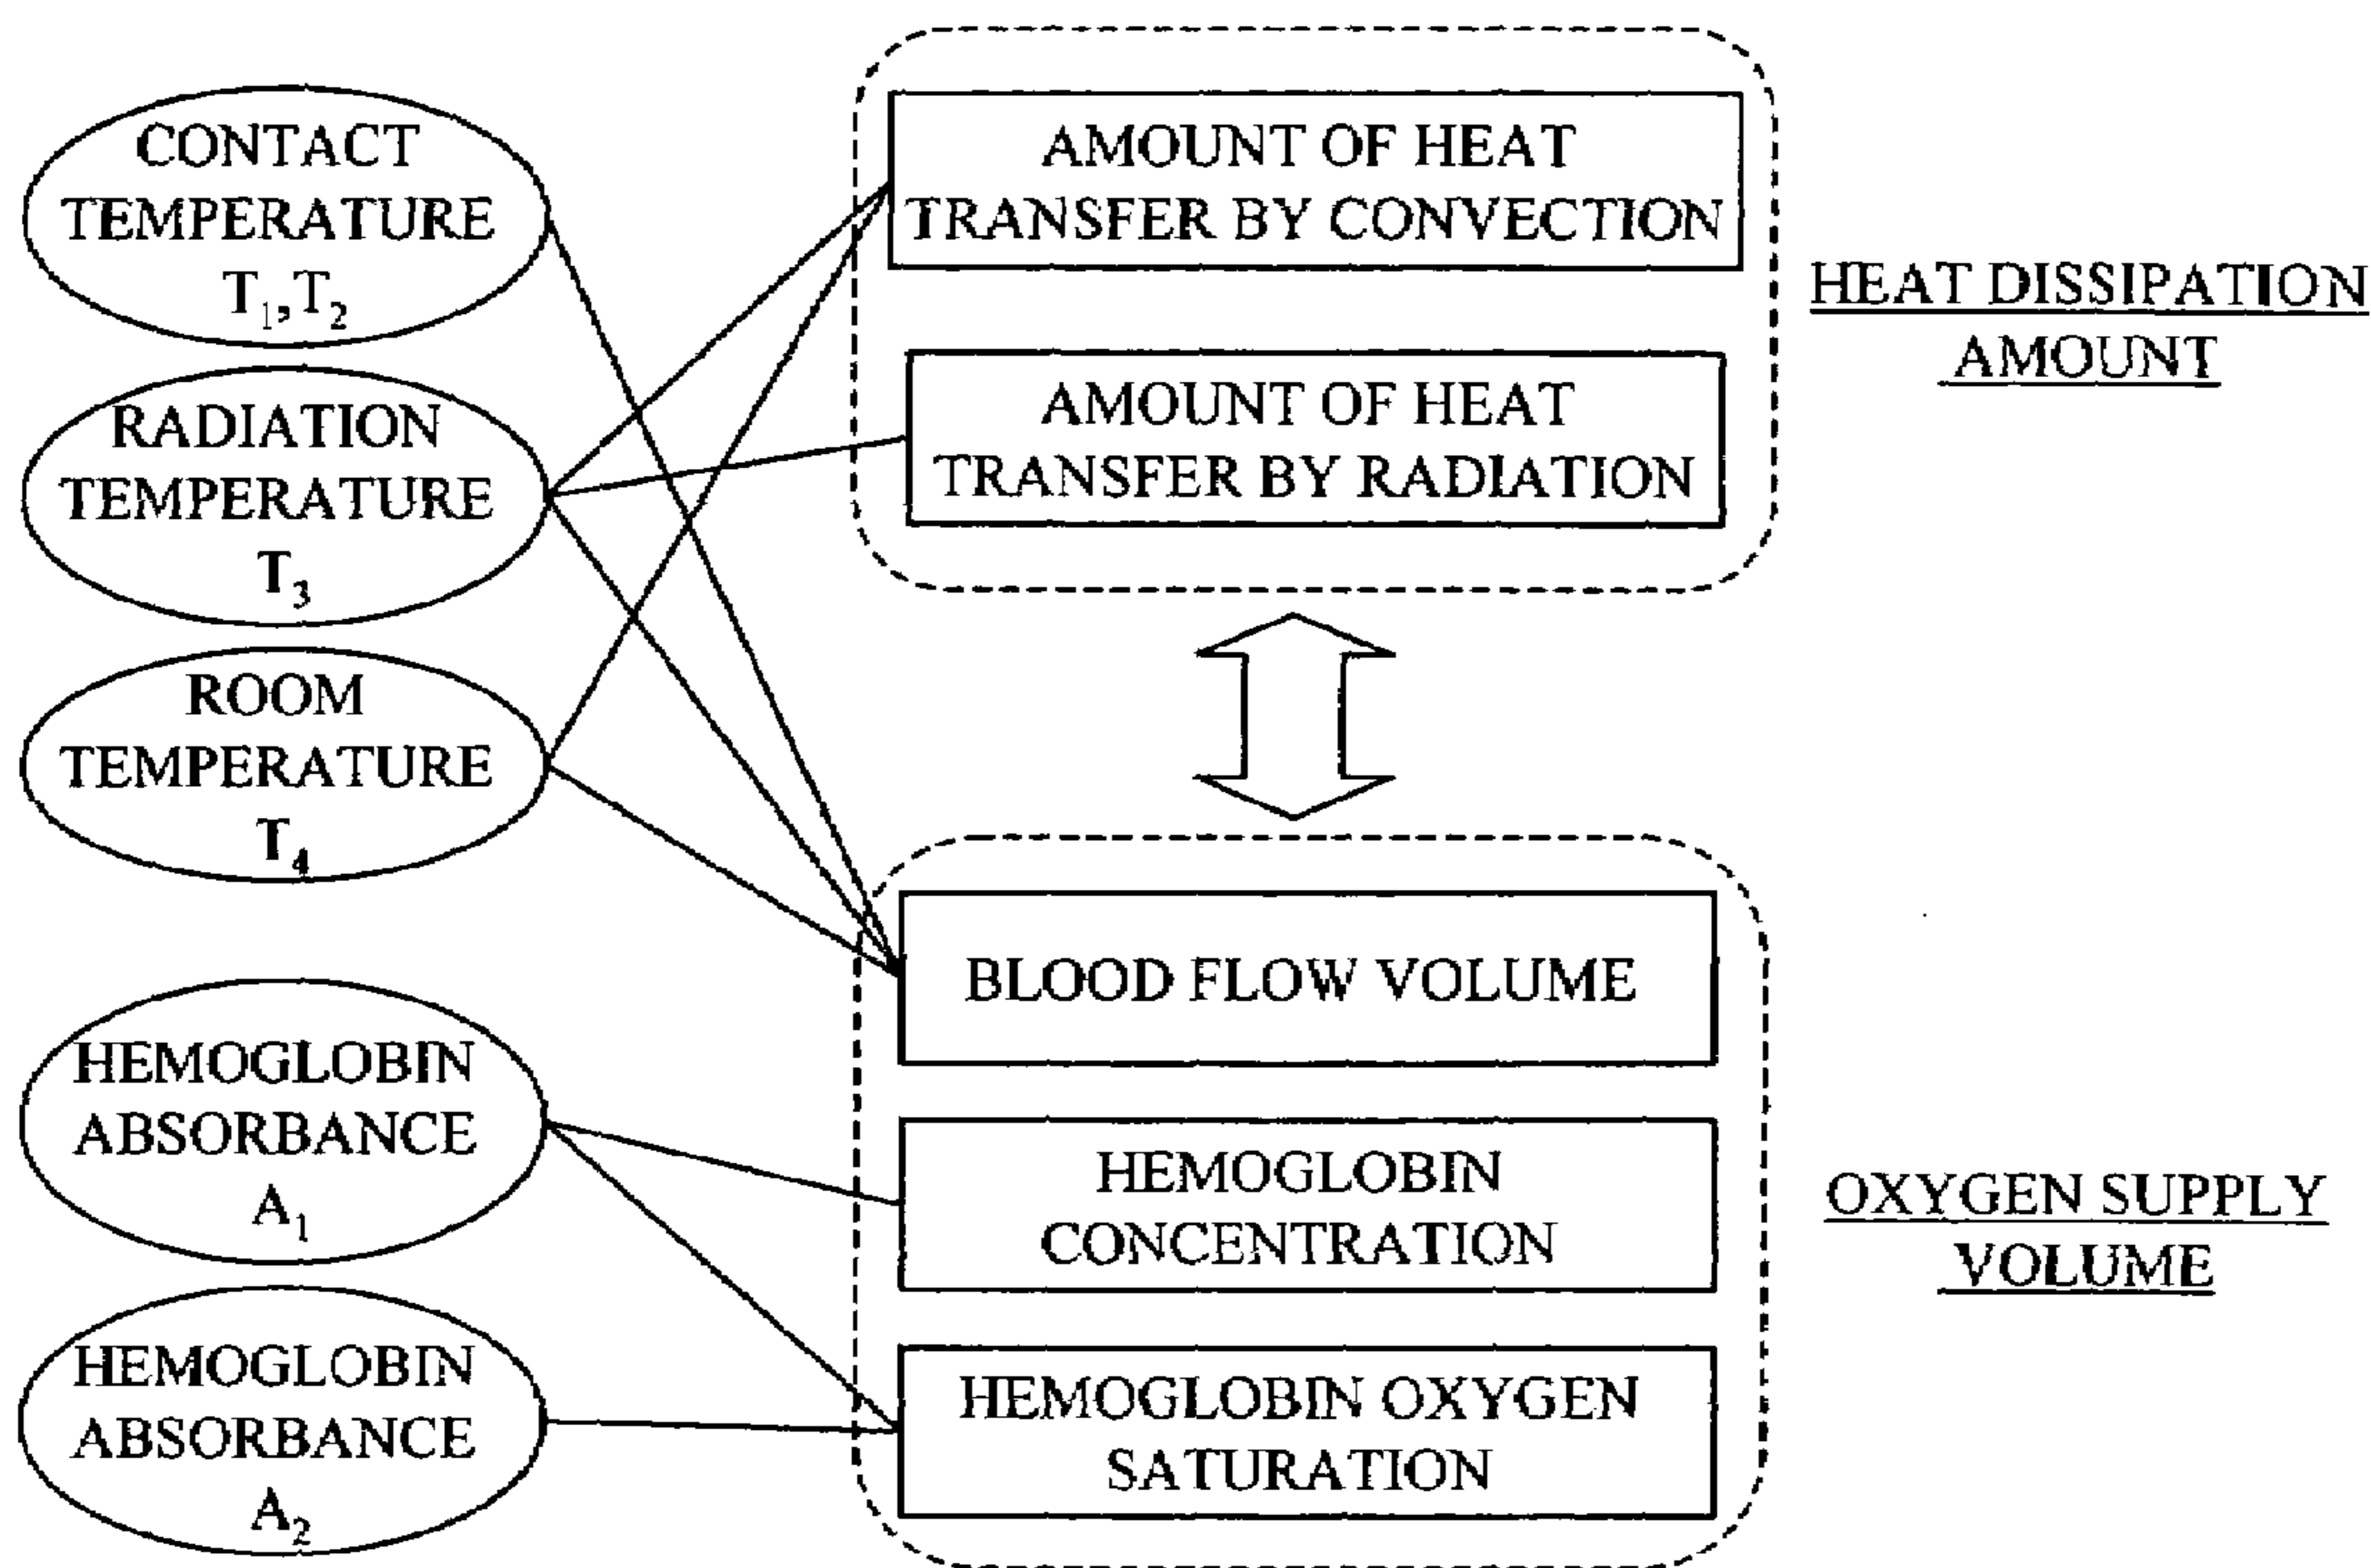 CONTACT
TEMPERATURE
T₁,T₂
RADIATION
TEMPERATURE
T₃
ROOM
TEMPERATURE
T₄
HEMOGLOBIN
ABSORBANCE
A₁
HEMOGLOBIN
ABSORBANCE
A₂
AMOUNT OF HEAT
TRANSFER BY CONVECTION
AMOUNT OF HEAT
TRANSFER BY RADIATION
HEAT DISSIPATION
AMOUNT
BLOOD FLOW VOLUME
HEMOGLOBIN
CONCENTRATION
HEMOGLOBIN OXYGEN
SATURATION
OXYGEN SUPPLY
VOLUME